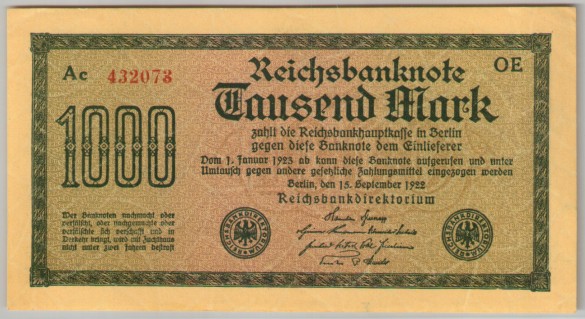 Ac 432073
OE
Reichsbanknote
Tausend Mark
1000
zahlt die Reichsbankhauptkasse in Berlin
gegen diese Banknote dem Einlieferer
Vom 1. Januar 1923 ab kann diese Banknote aufgerufen und unter
Umtausch gegen andere gesetzliche Zahlungsmittel eingezogen werden
Berlin, den 15. September 1922
Reichsbankdirektorium
Wer Banknoten nachmacht oder
verfälscht, oder nachgemachte oder
verfälschte sich verschafft und in
Verkehr bringt, wird mit Zuchthaus
nicht unter zwei Jahren bestraft
REICHSBANKDIREKTORIUM
REICHSBANKDIREKTORIUM